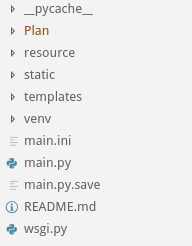 __pycache__
Plan
resource
static
templates
venv
main.ini
main.py
main.py.save
README.md
wsgi.py